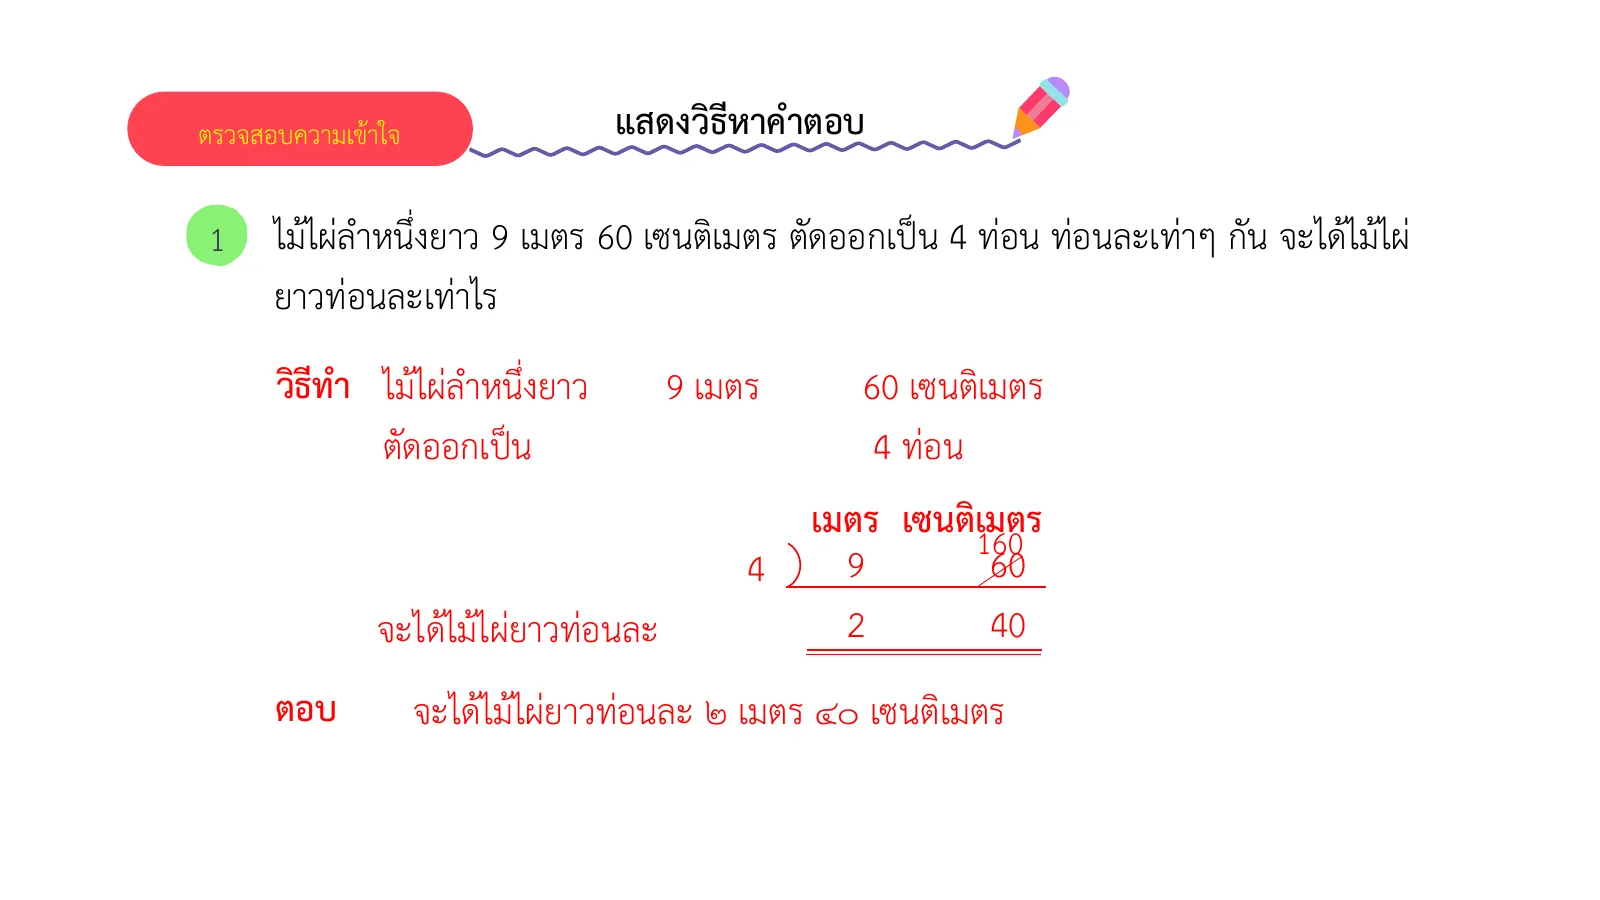 ตรวจสอบความเข้าใจ
แสดงวิธีหาคำตอบ
1 ไม้ไผ่ลำหนึ่งยาว 9 เมตร 60 เซนติเมตร ตัดออกเป็น 4 ท่อน ท่อนละเท่าๆ กัน จะได้ไม้ไผ่
ยาวท่อนละเท่าไร
วิธีทำ ไม้ไผ่ลำหนึ่งยาว 9 เมตร 60 เซนติเมตร
ตัดออกเป็น 4 ท่อน
เมตร เซนติเมตร
160
4 ) 9 60
จะได้ไม้ไผ่ยาวท่อนละ 2 40
ตอบ จะได้ไม้ไผ่ยาวท่อนละ ๒ เมตร ๔๐ เซนติเมตร